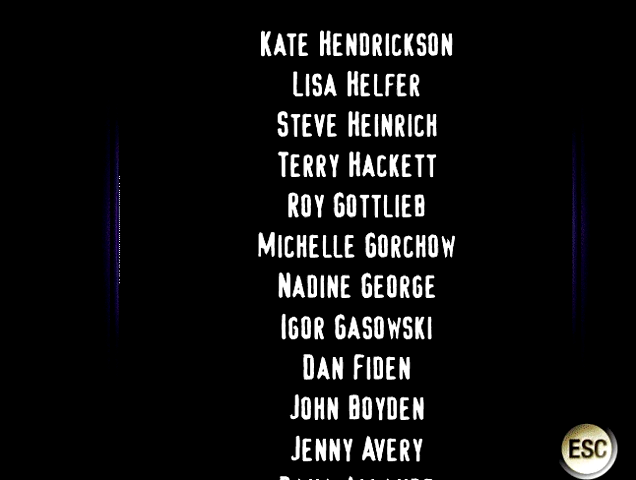 KATE HENDRICKSON
LISA HELFER
STEVE HEINRICH
TERRY HACKETT
ROY GOTTLIEB
MICHELLE GORCHOW
NADINE GEORGE
IGOR GASOWSKI
DAN FIDEN
JOHN BOYDEN
JENNY AVERY
ESC